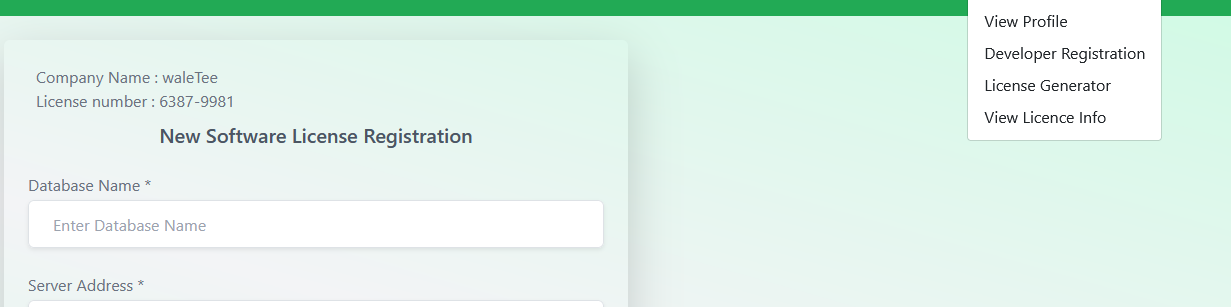 View Profile
Developer Registration
License Generator
View Licence Info
Company Name : waleTee
License number : 6387-9981
New Software License Registration
Database Name *
Enter Database Name
Server Address *